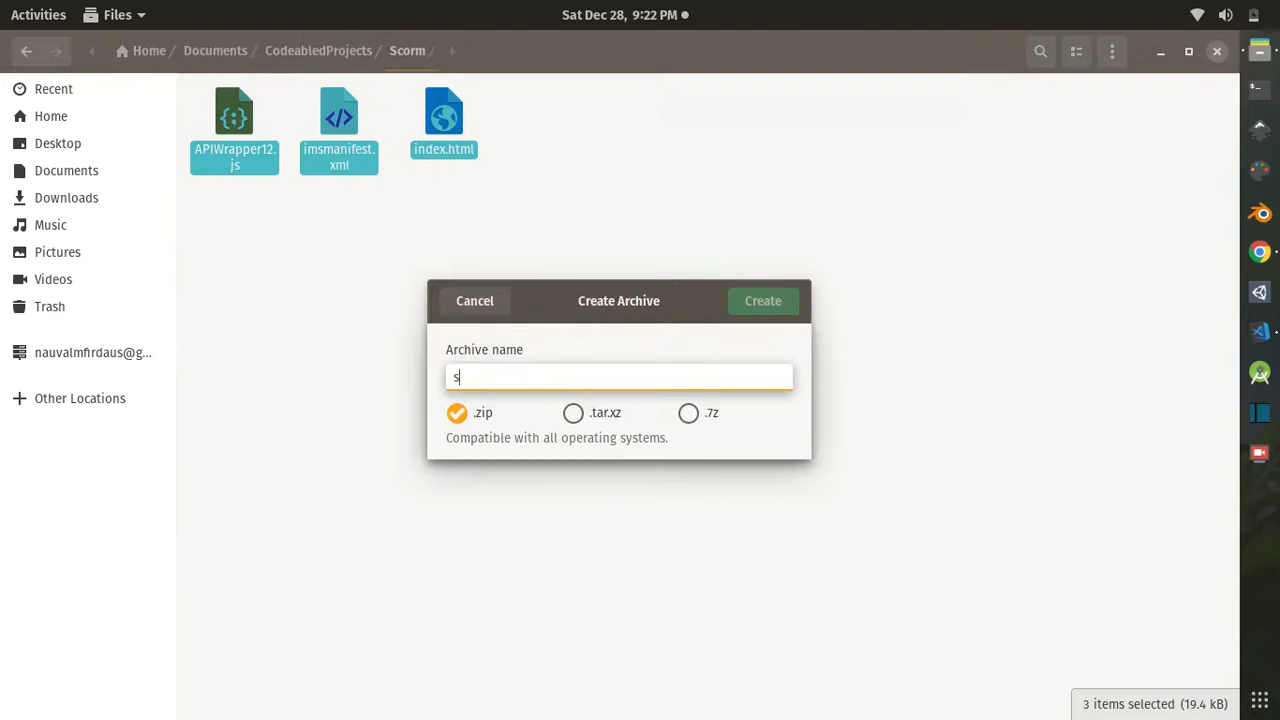 Activities Files Sat Dec 28, 9:22 PM
Home / Documents / CodeabledProjects / Scorm /
Recent
Home
Desktop
Documents
Downloads
Music
Pictures
Videos
Trash
nauvalmfirdaus@g...
Other Locations
APIWrapper12.
js
imsmanifest.
xml
index.html
Cancel Create Archive Create
Archive name
s
.zip .tar.xz .7z
Compatible with all operating systems.
3 items selected (19.4 kB)